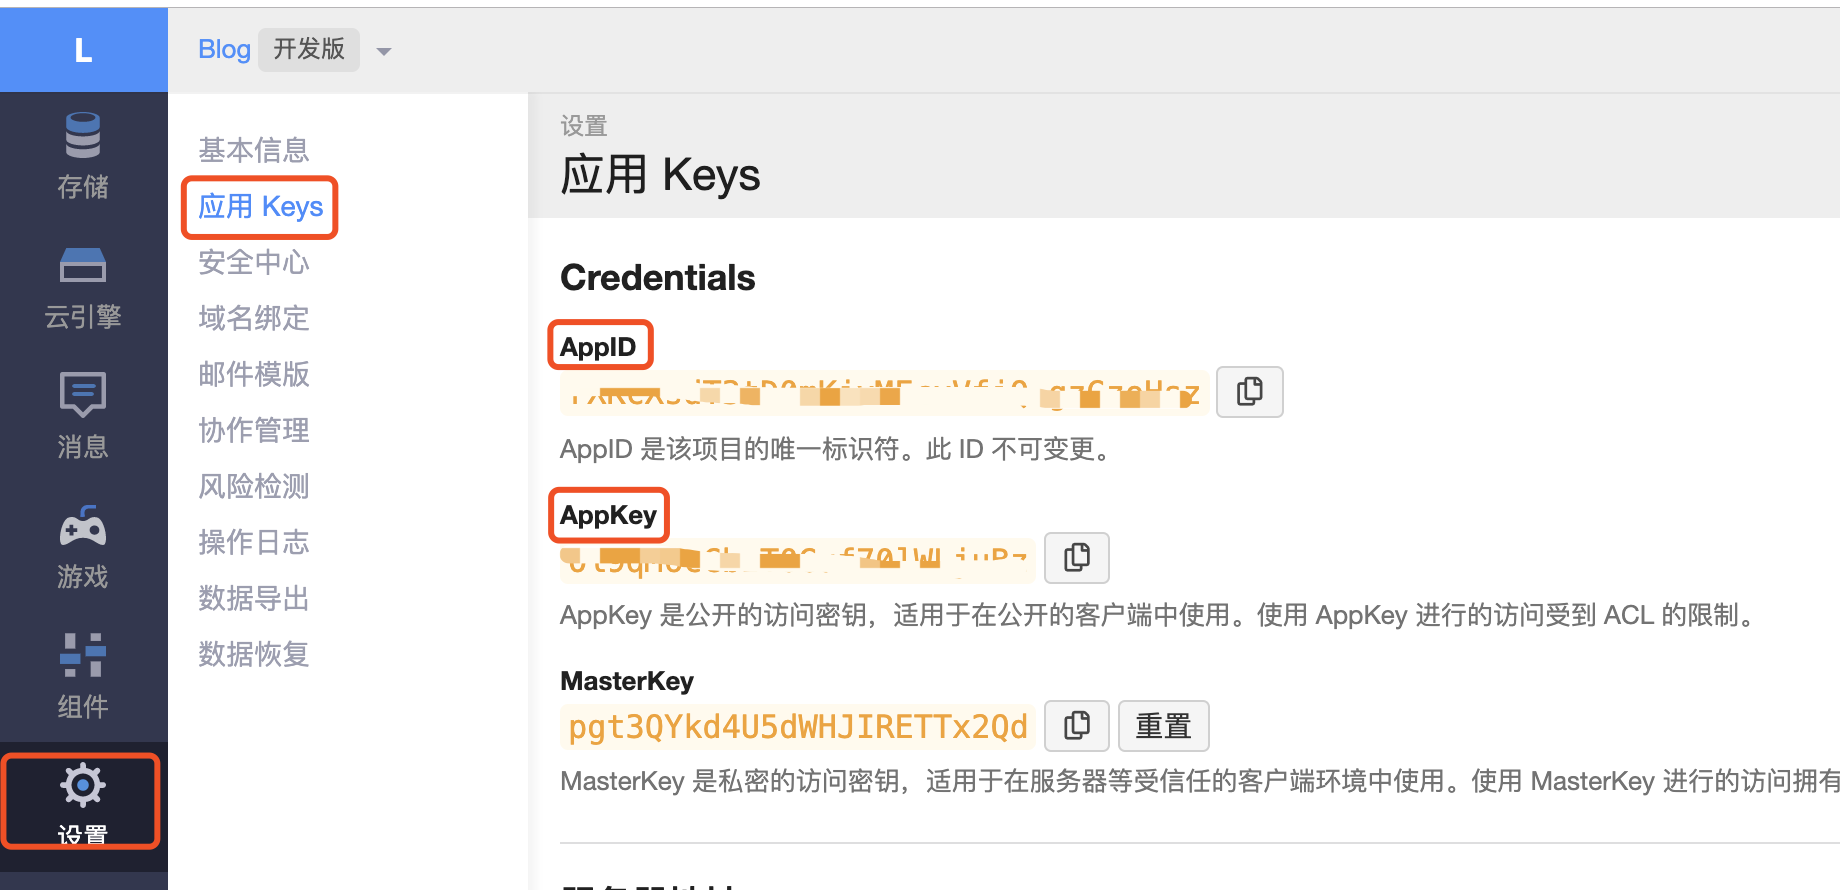 L
Blog 开发版
存储
云引擎
消息
游戏
组件
设置
基本信息
应用 Keys
安全中心
域名绑定
邮件模版
协作管理
风险检测
操作日志
数据导出
数据恢复
设置
应用 Keys
Credentials
AppID
AppID 是该项目的唯一标识符。此 ID 不可变更。
AppKey
AppKey 是公开的访问密钥，适用于在公开的客户端中使用。使用 AppKey 进行的访问受到 ACL 的限制。
MasterKey
pgt3QYkd4U5dWHJIRETTx2Qd 重置
MasterKey 是私密的访问密钥，适用于在服务器等受信任的客户端环境中使用。使用 MasterKey 进行的访问拥有